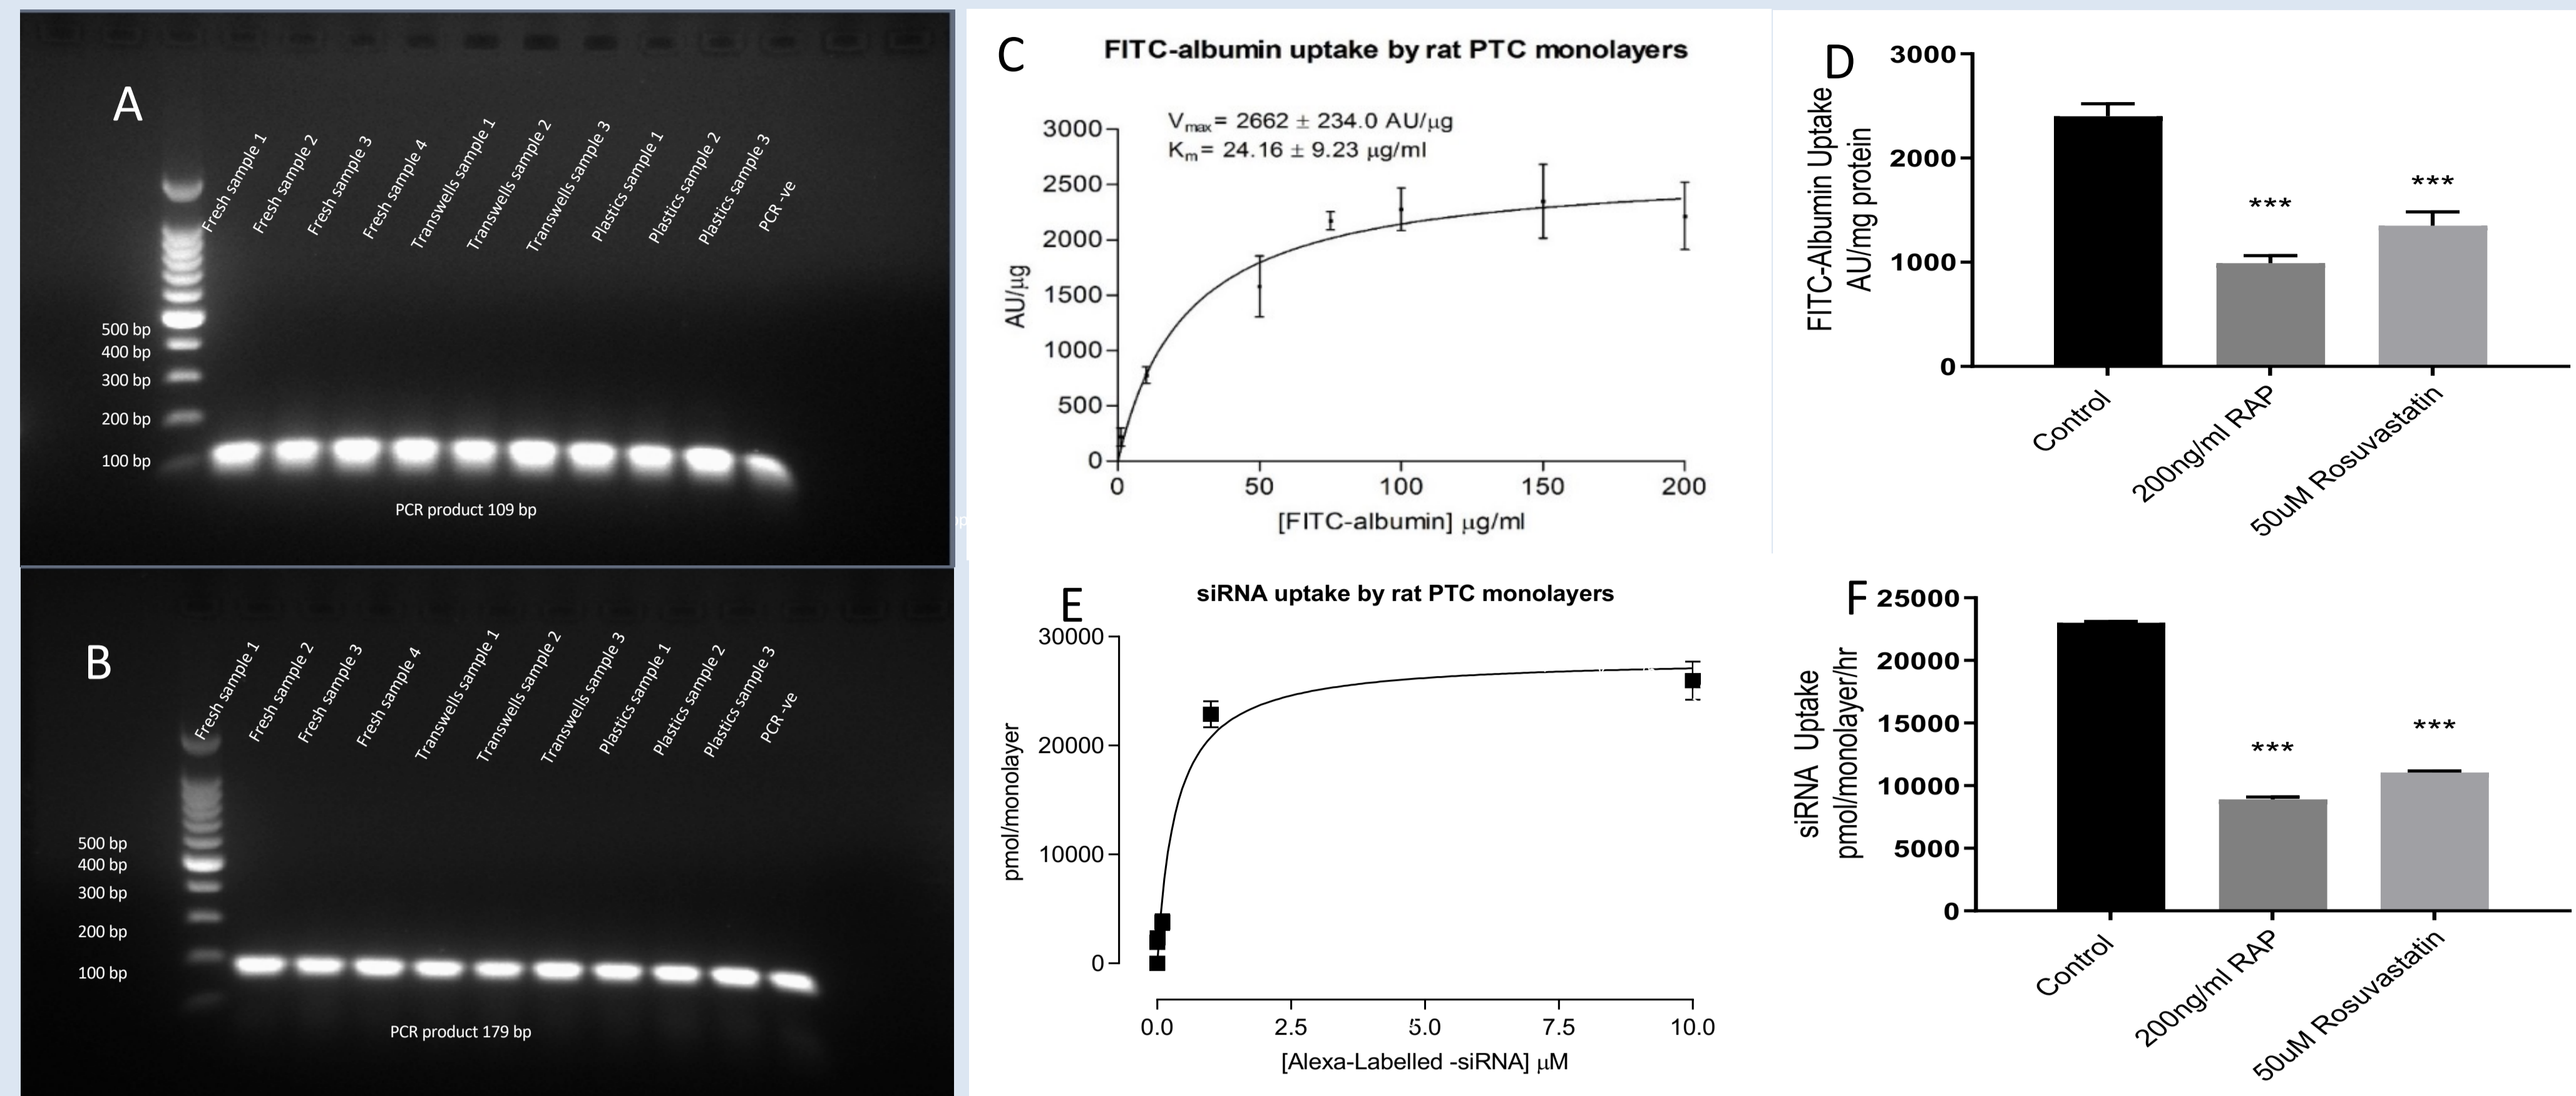 A
Fresh sample 1
Fresh sample 2
Fresh sample 3
Fresh sample 4
Transwells sample 1
Transwells sample 2
Transwells sample 3
Plastics sample 1
Plastics sample 2
Plastics sample 3
PCR -ve
500 bp
400 bp
300 bp
200 bp
100 bp
PCR product 109 bp
B
Fresh sample 1
Fresh sample 2
Fresh sample 3
Fresh sample 4
Transwells sample 1
Transwells sample 2
Transwells sample 3
Plastics sample 1
Plastics sample 2
Plastics sample 3
PCR -ve
500 bp
400 bp
300 bp
200 bp
100 bp
PCR product 179 bp
C
FITC-albumin uptake by rat PTC monolayers
Vmax= 2662 ± 234.0 AU/µg
Km= 24.16 ± 9.23 µg/ml
AU/µg
3000
2500
2000
1500
1000
500
0
0 50 100 150 200
[FITC-albumin] µg/ml
D
FITC-Albumin Uptake
AU/mg protein
3000
2000
1000
0
***
***
Control
200ng/ml RAP
50uM Rosuvastatin
E
siRNA uptake by rat PTC monolayers
pmol/monolayer
30000
20000
10000
0
0.0 2.5 5.0 7.5 10.0
[Alexa-Labelled -siRNA] µM
F
siRNA Uptake
pmol/monolayer/hr
25000
20000
15000
10000
5000
0
***
***
Control
200ng/ml RAP
50uM Rosuvastatin